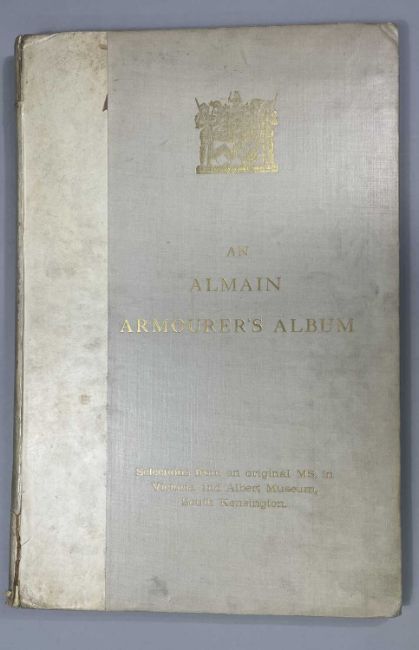 AN
ALMAIN
ARMOURER'S ALBUM
Selections from an original MS. in
Victoria and Albert Museum,
South Kensington.